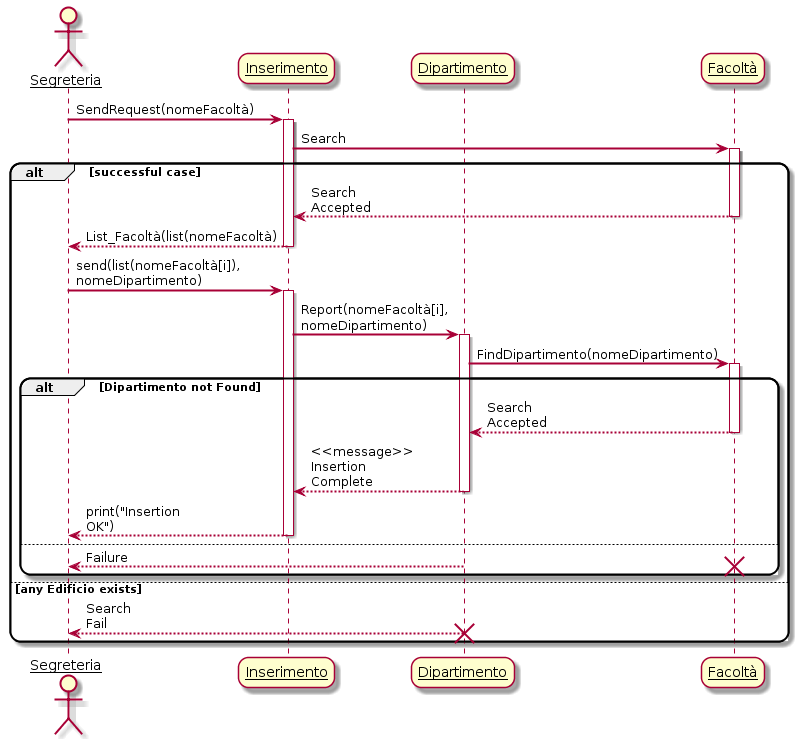 Segreteria
Inserimento
Dipartimento
Facoltà
SendRequest(nomeFacoltà)
Search
alt
[successful case]
Search
Accepted
List_Facoltà(list(nomeFacoltà)
send(list(nomeFacoltà[i]),
nomeDipartimento)
Report(nomeFacoltà[i],
nomeDipartimento)
FindDipartimento(nomeDipartimento)
alt
[Dipartimento not Found]
Search
Accepted
<<message>>
Insertion
Complete
print("Insertion
OK")
Failure
[any Edificio exists]
Search
Fail
Segreteria
Inserimento
Dipartimento
Facoltà